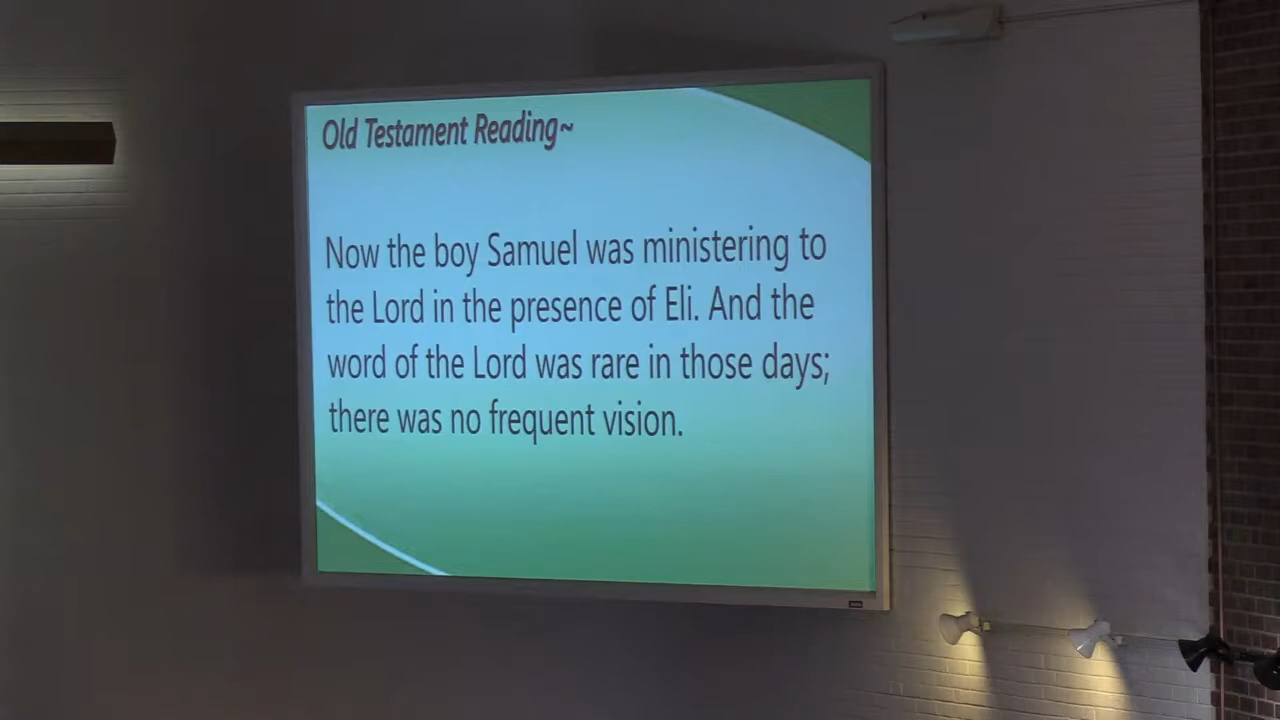 Old Testament Reading~
Now the boy Samuel was ministering to
the Lord in the presence of Eli. And the
word of the Lord was rare in those days;
there was no frequent vision.